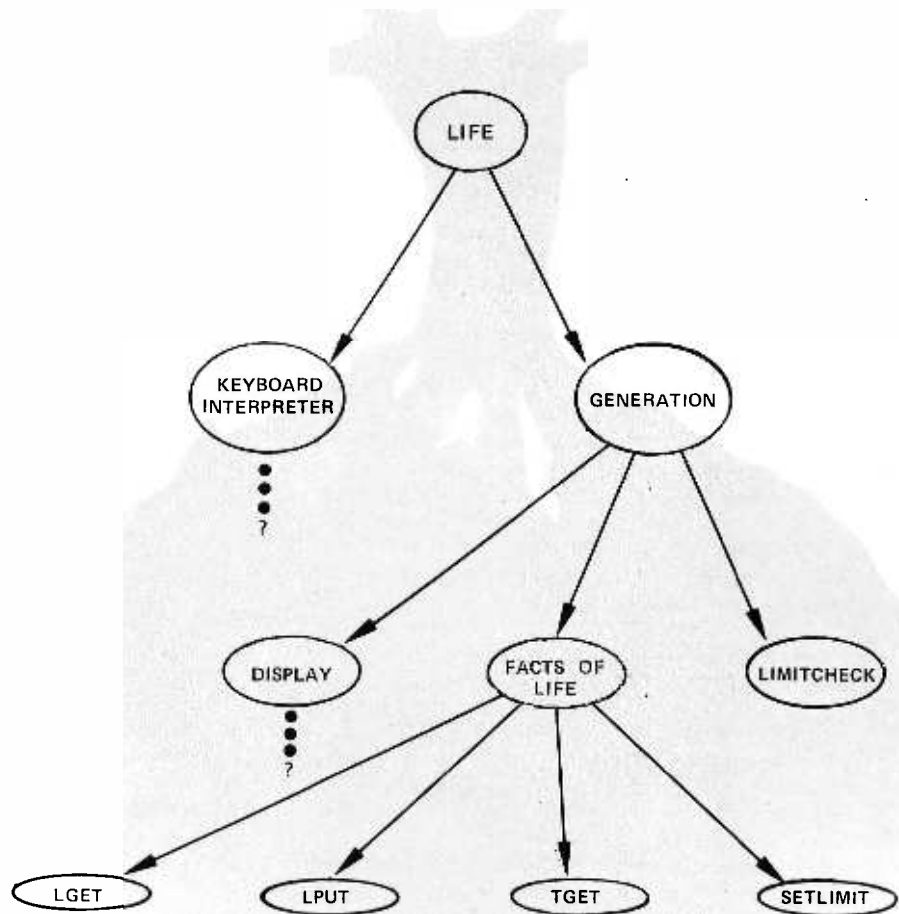 LIFE
KEYBOARD
INTERPRETER
GENERATION
?
DISPLAY
FACTS OF
LIFE
LIMITCHECK
?
LGET
LPUT
TGET
SETLIMIT